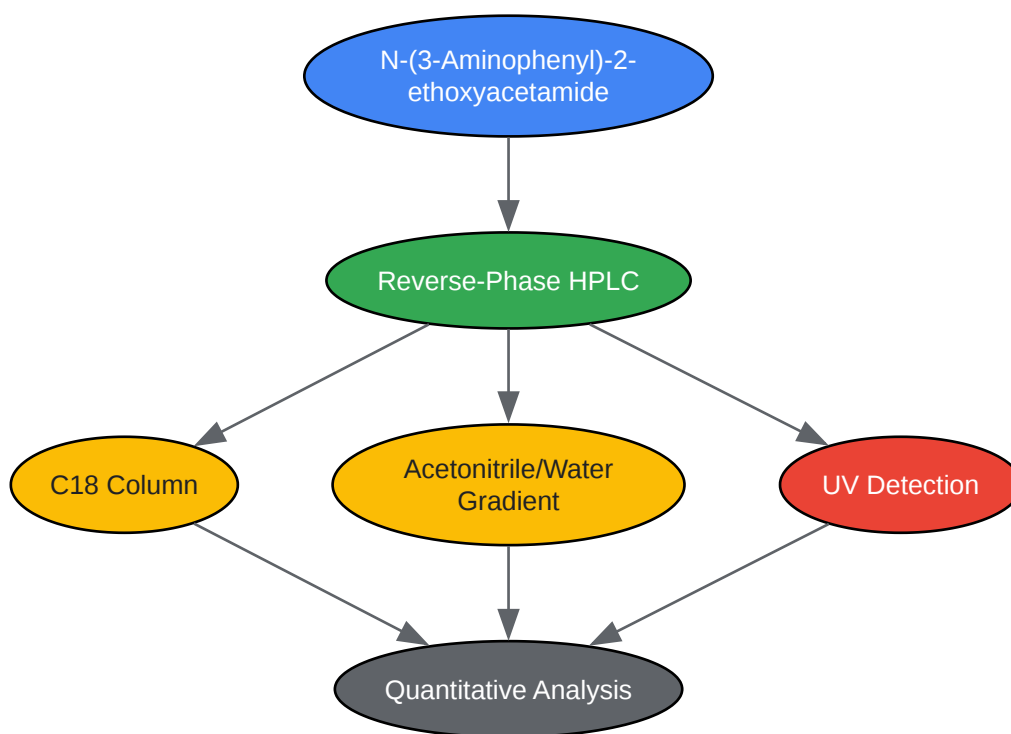 N-(3-Aminophenyl)-2-
ethoxyacetamide
Reverse-Phase HPLC
C18 Column
Acetonitrile/Water
Gradient
UV Detection
Quantitative Analysis